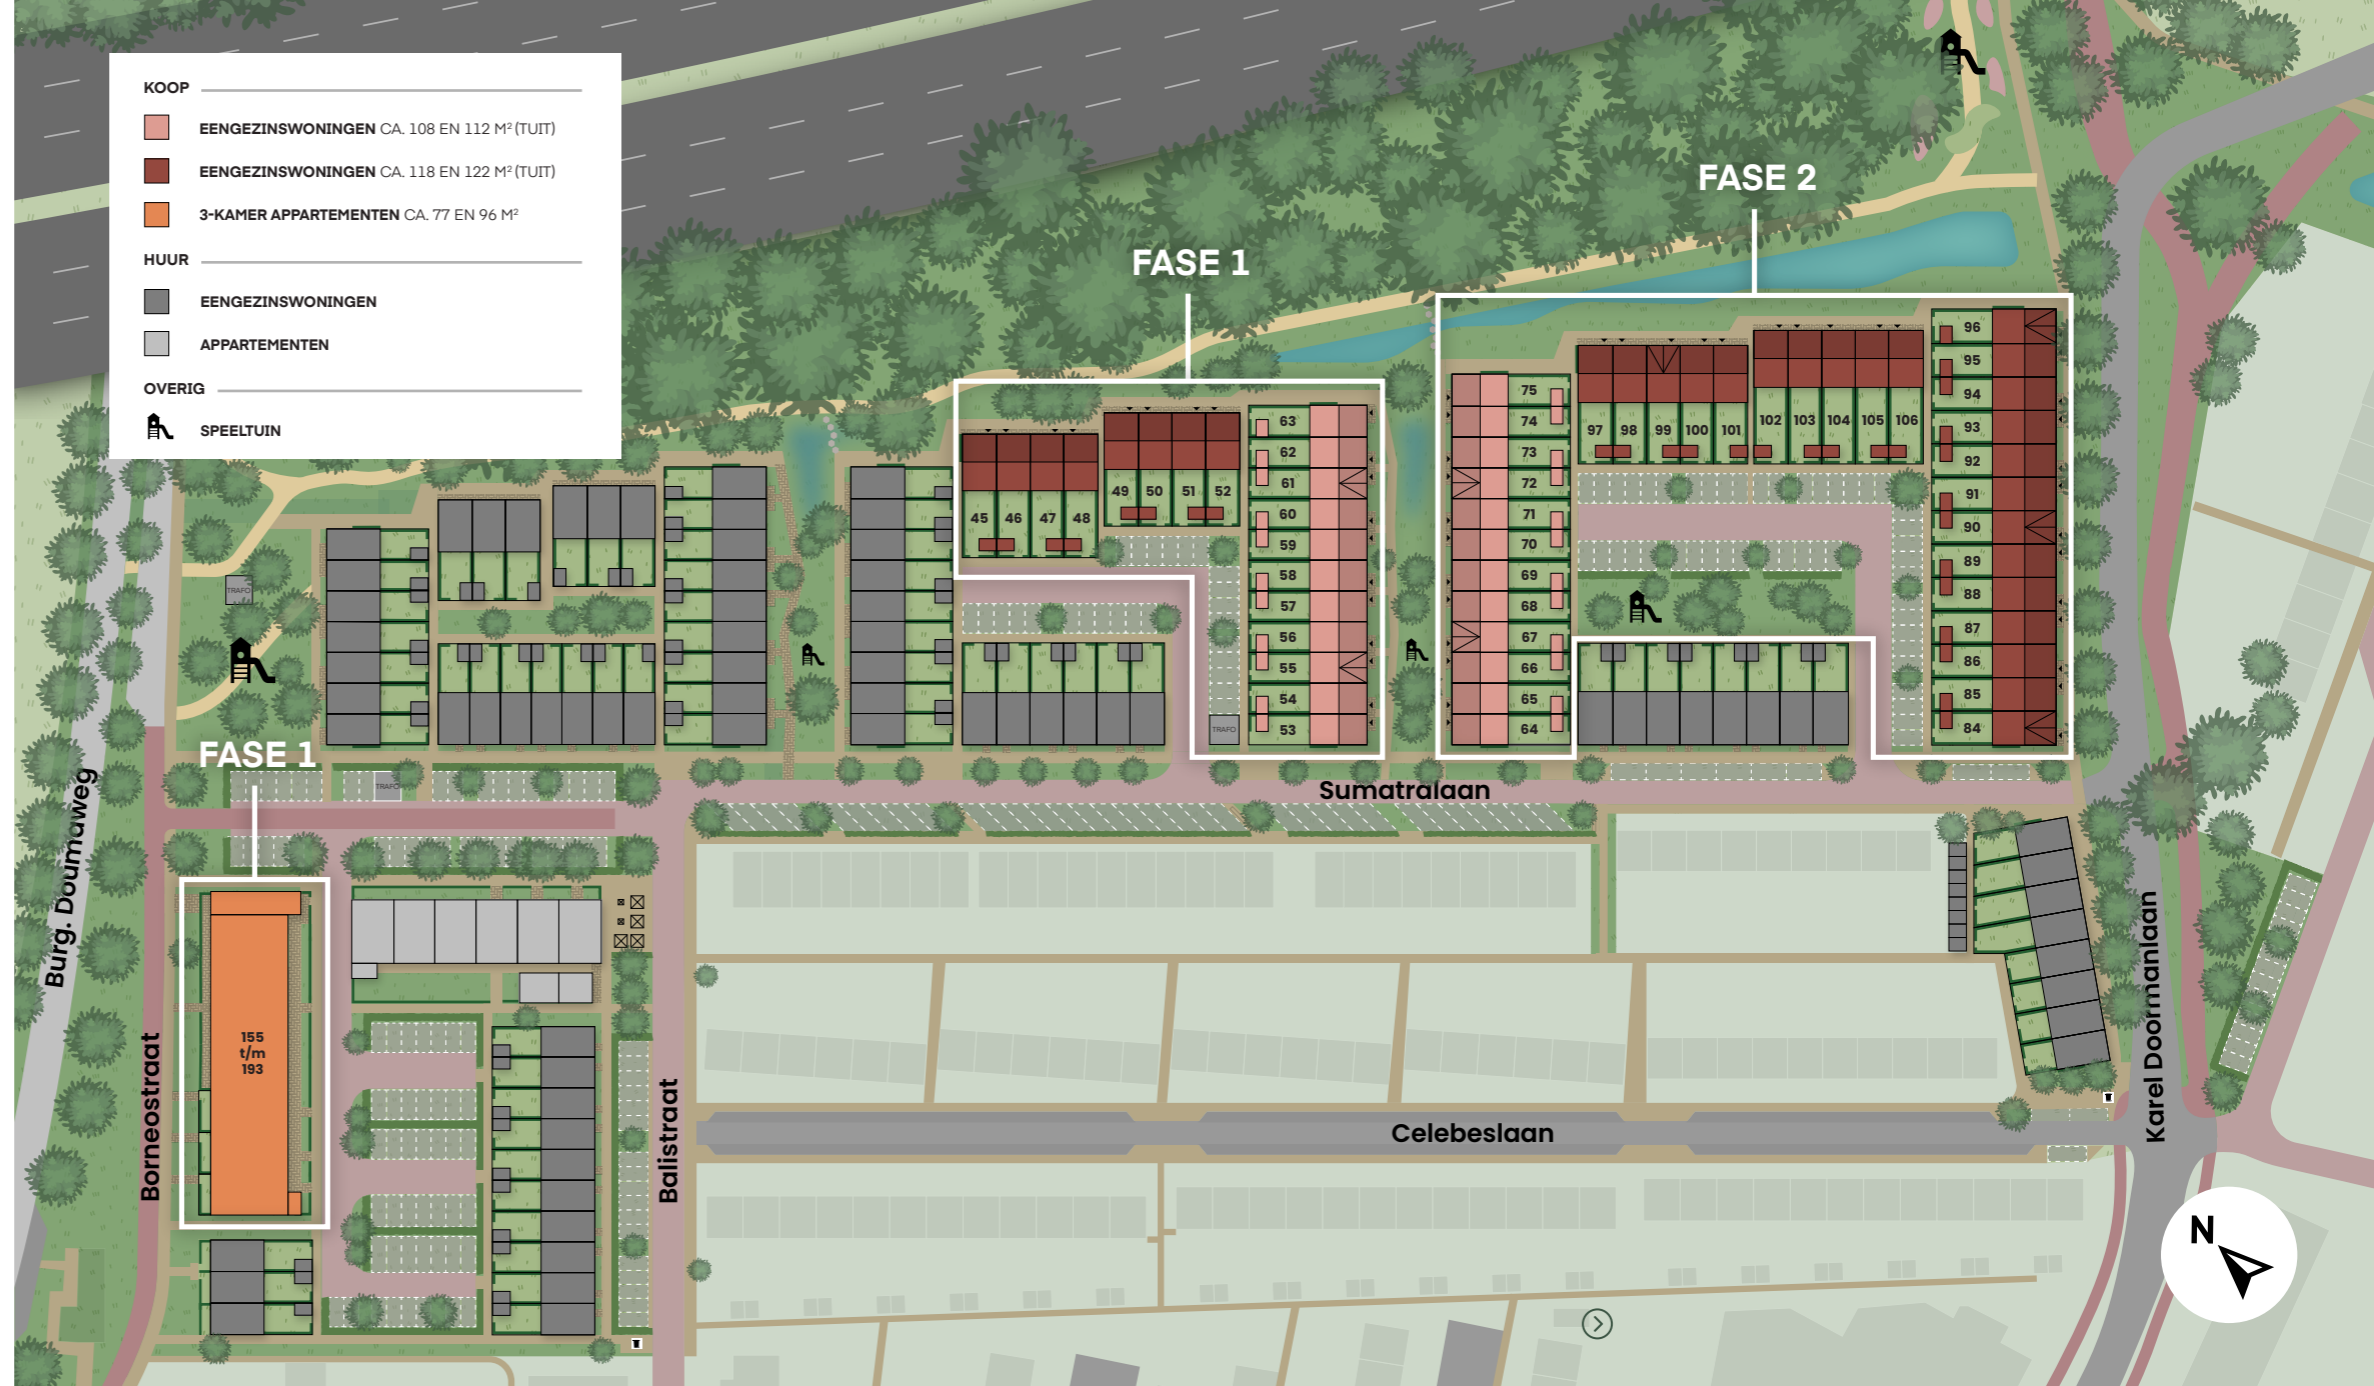 KOOP
EENGEZINSWONINGEN CA. 108 EN 112 M² (TUIT)
EENGEZINSWONINGEN CA. 118 EN 122 M² (TUIT)
3-KAMER APPARTEMENTEN CA. 77 EN 96 M²
HUUR
EENGEZINSWONINGEN
APPARTEMENTEN
OVERIG
SPEELTUIN
FASE 1
FASE 2
45 46 47 48
49 50 51 52
63
62
61
60
59
58
57
56
55
54
53
TRAFO
75
74
73
72
71
70
69
68
67
66
65
64
97 98 99 100 101
102 103 104 105 106
96
95
94
93
92
91
90
89
88
87
86
85
84
TRAFO
FASE 1
TRAFO
155
t/m
193
Burg. Doumaweg
Borneostraat
Balistraat
Sumatralaan
Celebeslaan
Karel Doormanlaan
N